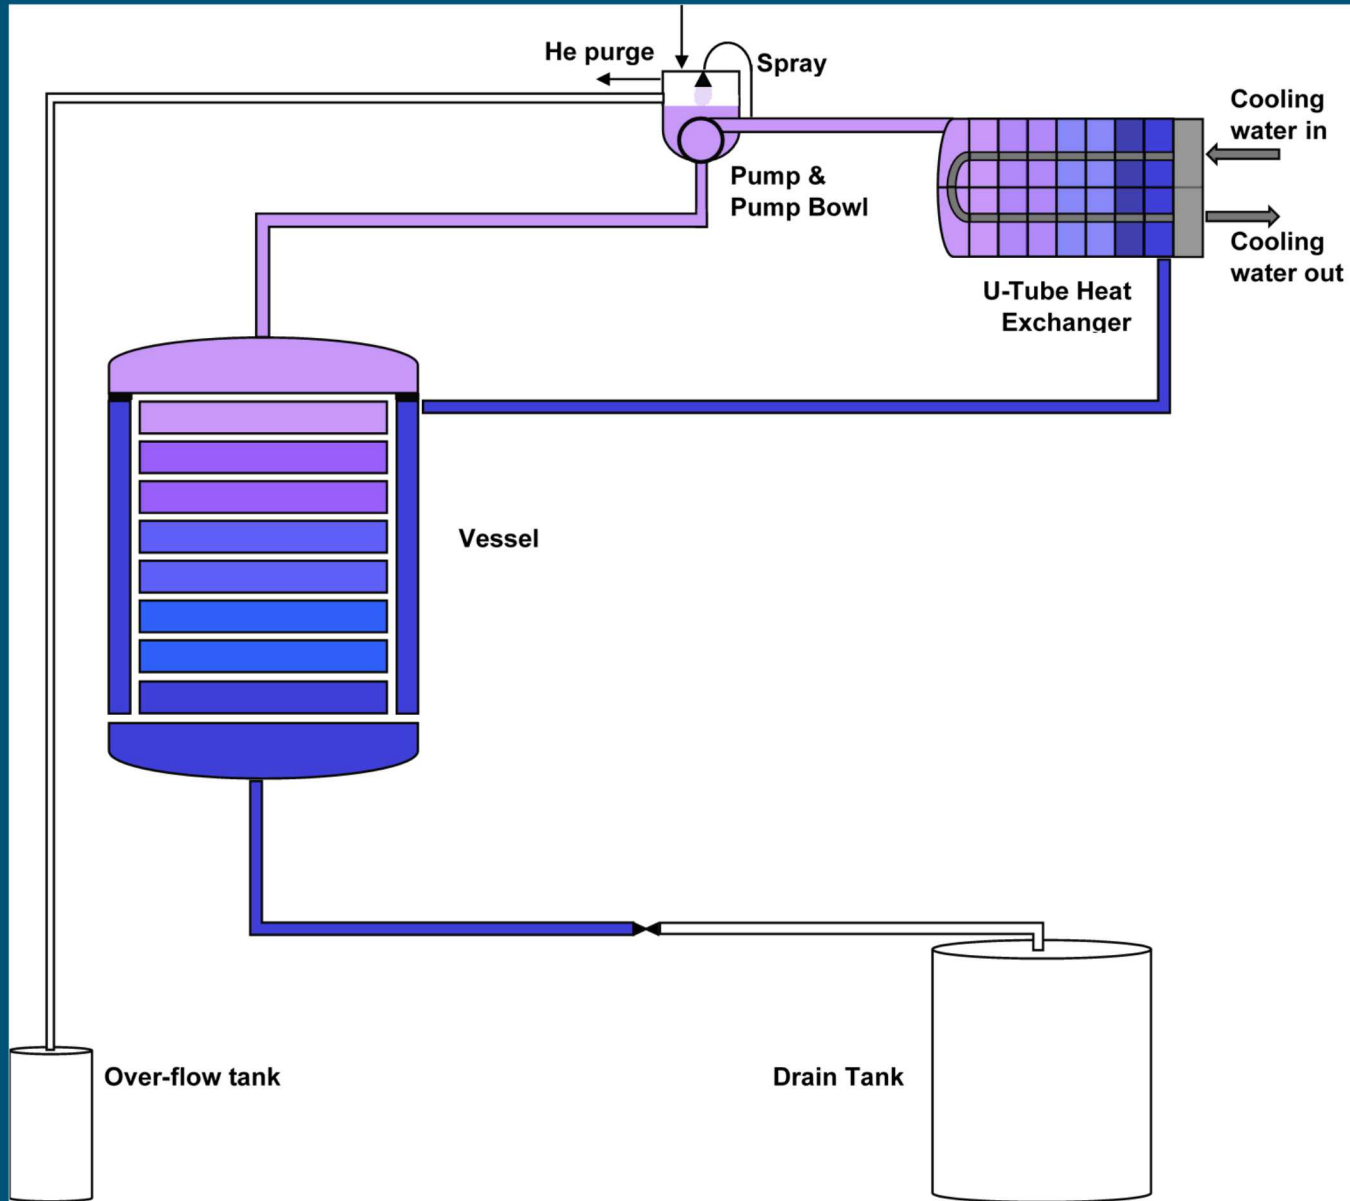 He purge
Spray
Cooling
water in
Pump &
Pump Bowl
Cooling
water out
U-Tube Heat
Exchanger
Vessel
Over-flow tank
Drain Tank